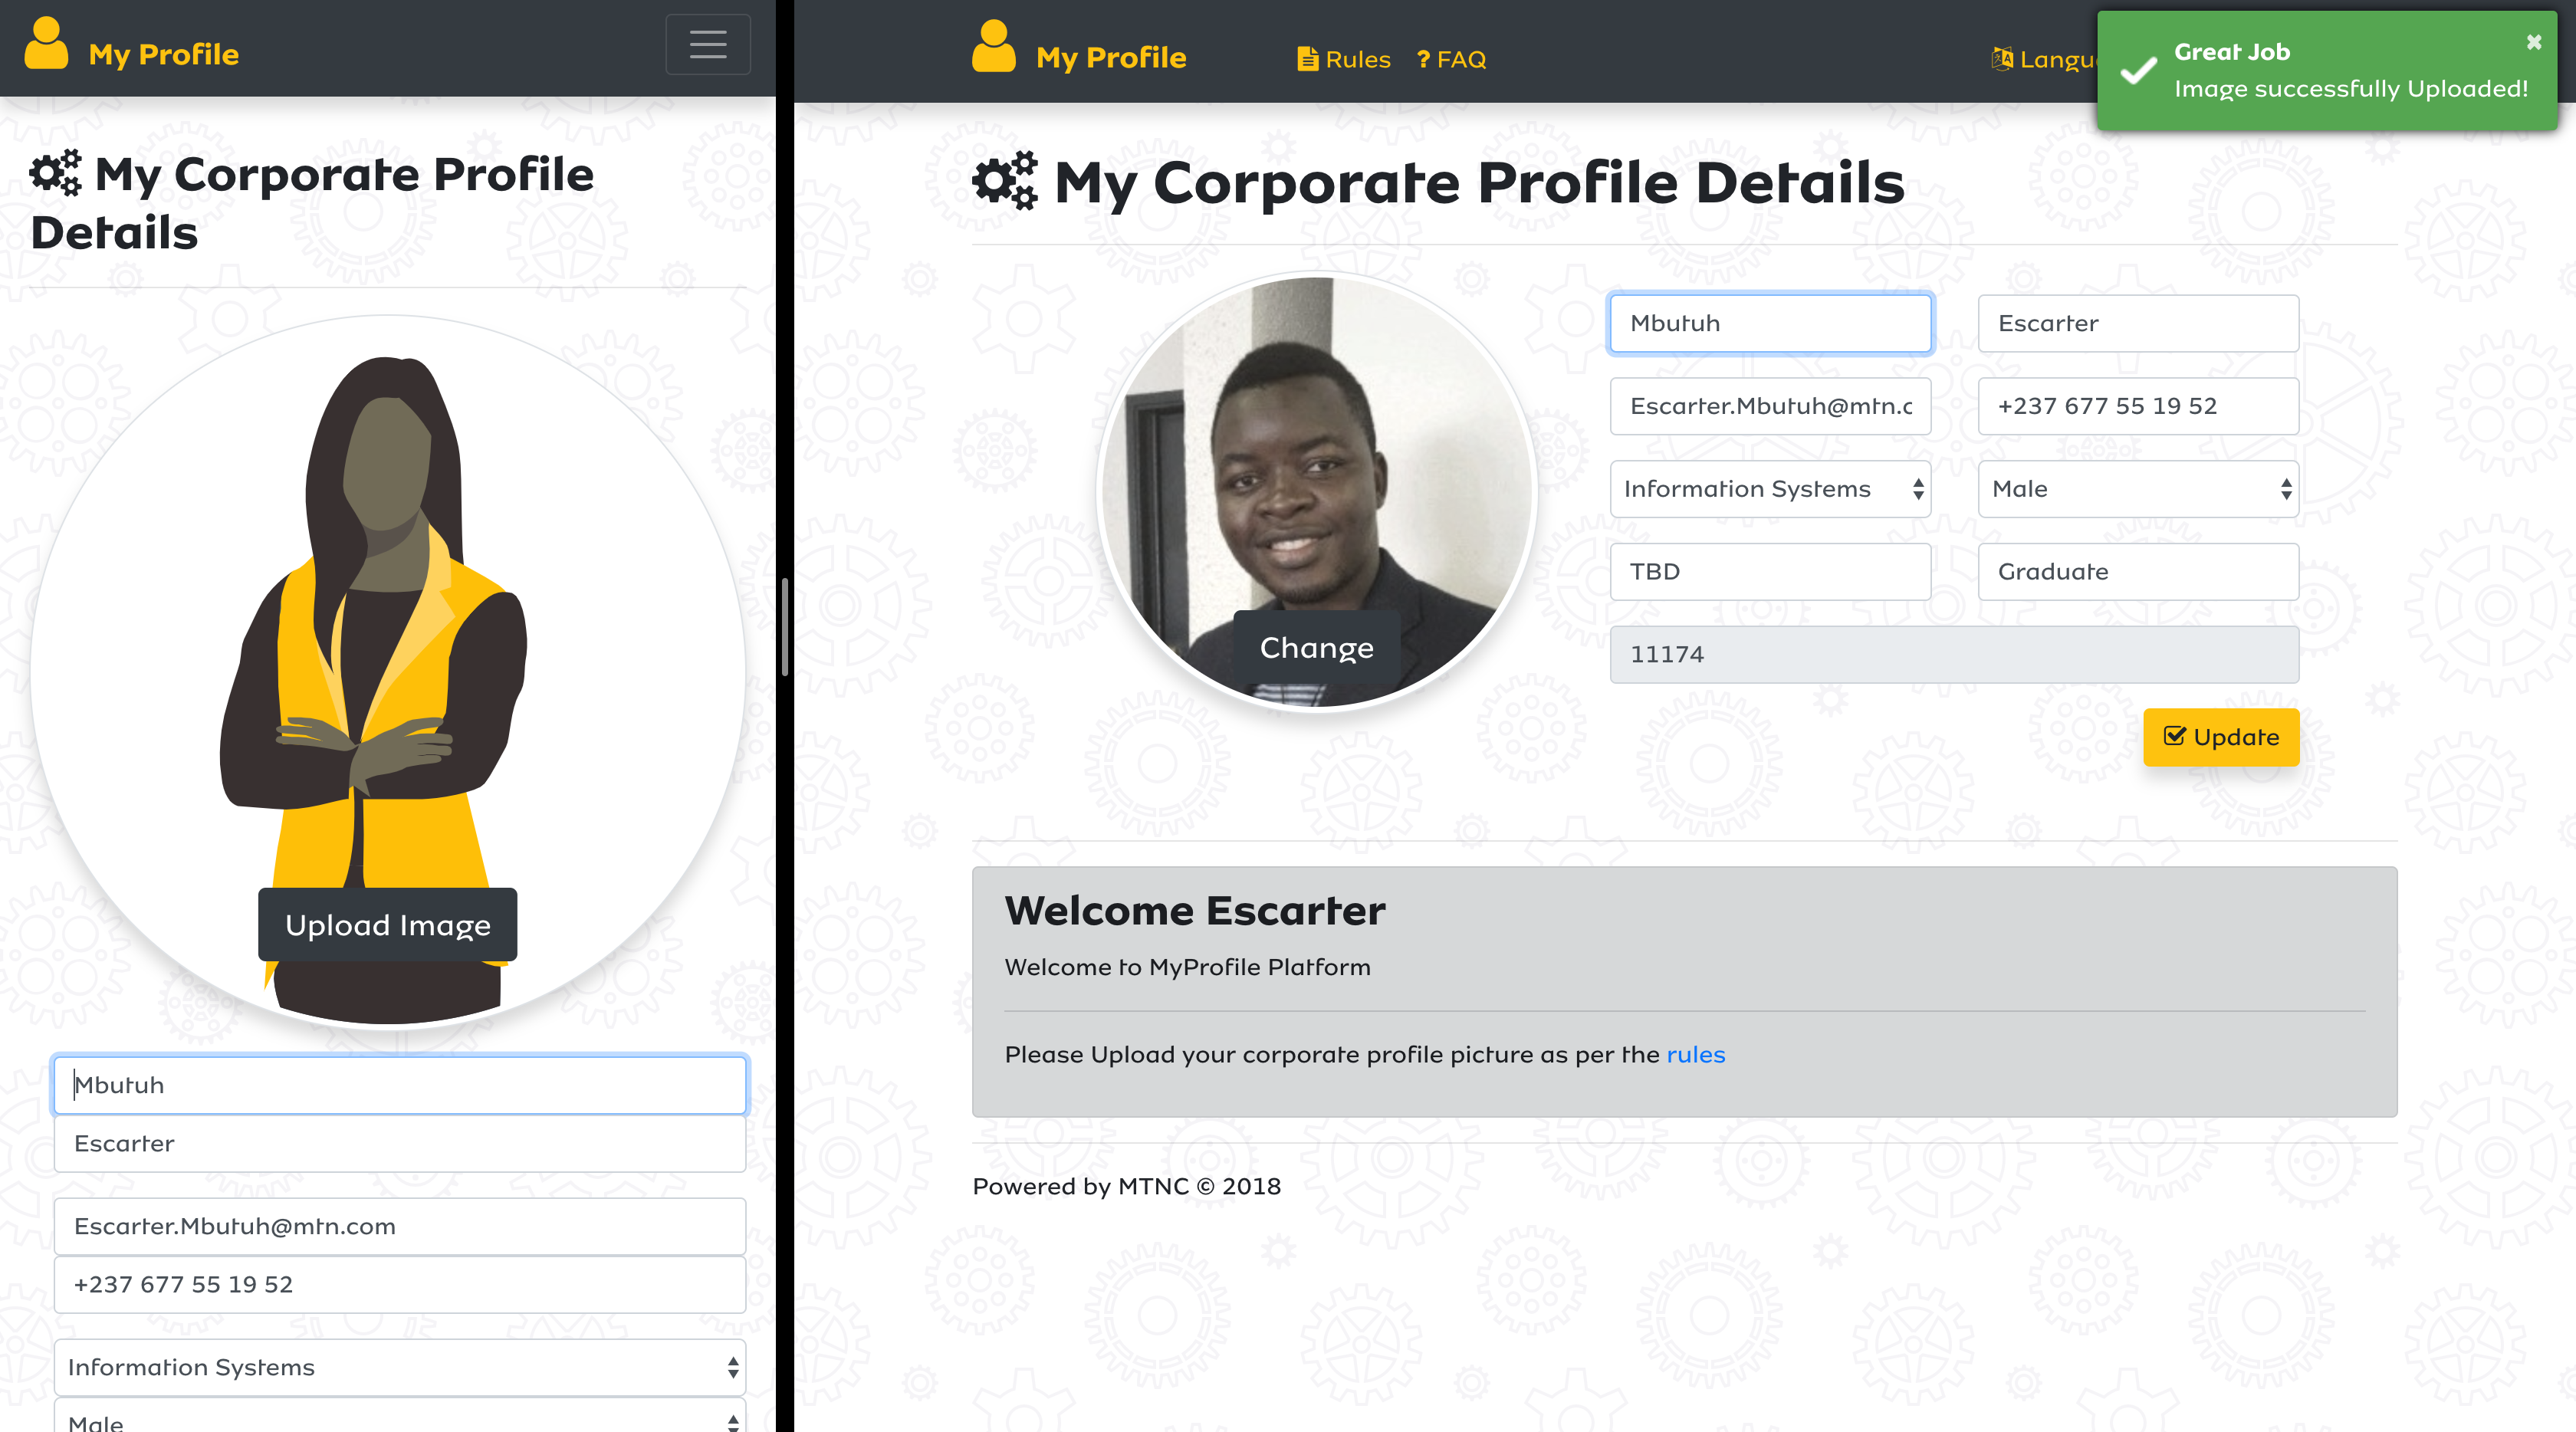 My Profile
My Corporate Profile
Details
Upload Image
Mbutuh
Escarter
Escarter.Mbutuh@mtn.com
+237 677 55 19 52
Information Systems
Male
My Profile
Rules
? FAQ
Great Job
Image successfully Uploaded!
My Corporate Profile Details
Change
Mbutuh
Escarter
Escarter.Mbutuh@mtn.c
+237 677 55 19 52
Information Systems
Male
TBD
Graduate
11174
Update
Welcome Escarter
Welcome to MyProfile Platform
Please Upload your corporate profile picture as per the rules
Powered by MTNC © 2018